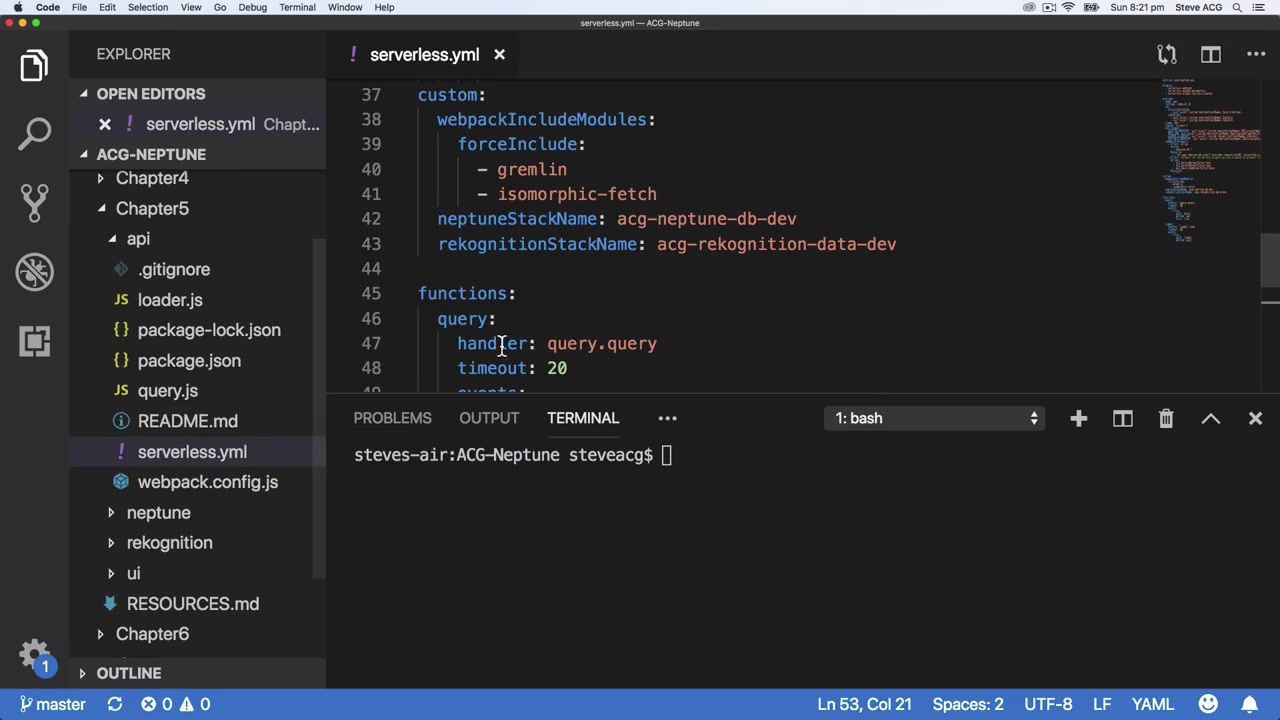 Code File Edit Selection View Go Debug Terminal Window Help Sun 8:21 pm Steve ACG
serverless.yml — ACG-Neptune
EXPLORER
OPEN EDITORS
! serverless.yml Chapt...
ACG-NEPTUNE
Chapter4
Chapter5
api
.gitignore
JS loader.js
{} package-lock.json
{} package.json
JS query.js
README.md
! serverless.yml
webpack.config.js
neptune
rekognition
ui
RESOURCES.md
Chapter6
OUTLINE
! serverless.yml
37 custom:
38 webpackIncludeModules:
39 forceInclude:
40 - gremlin
41 - isomorphic-fetch
42 neptuneStackName: acg-neptune-db-dev
43 rekognitionStackName: acg-rekognition-data-dev
44
45 functions:
46 query:
47 handler: query.query
48 timeout: 20
49 events:
PROBLEMS OUTPUT TERMINAL ... 1: bash
steves-air:ACG-Neptune steveacg$
1
master 0 0 Ln 53, Col 21 Spaces: 2 UTF-8 LF YAML